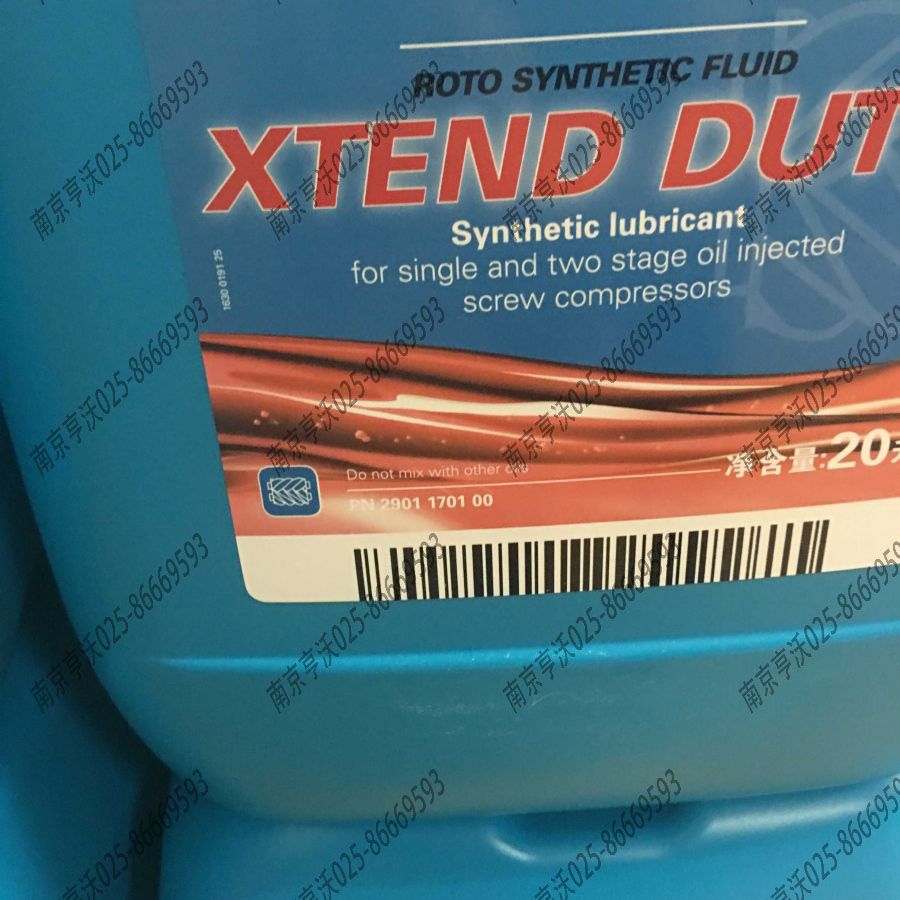 ROTO SYNTHETIC FLUID
XTEND DUT
Synthetic lubricant
for single and two stage oil injected
screw compressors
1630 0191 25
Do not mix with other oils
净含量:20
PN 2901 1701 00
南京亨沃025-86669593